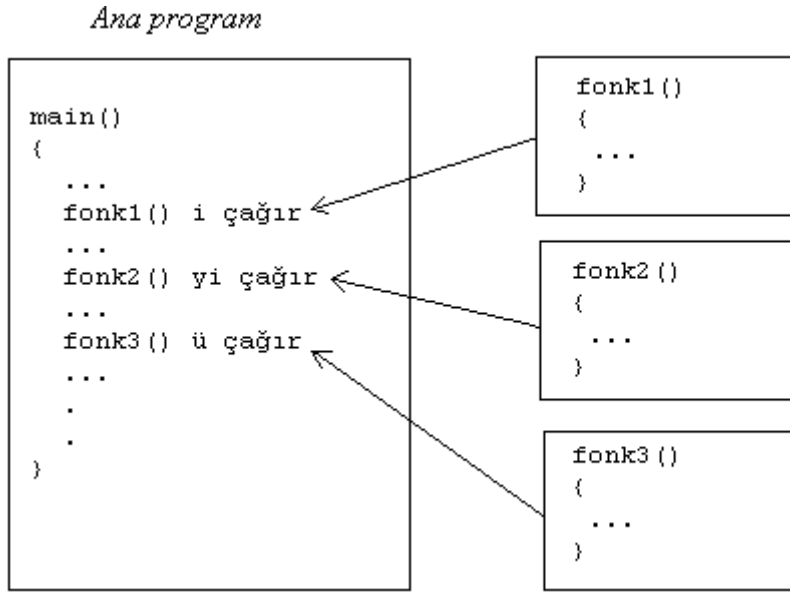 Ana program
main()
{
...
fonk1() i çağır
...
fonk2() yi çağır
...
fonk3() ü çağır
...
.
.
}
fonk1()
{
...
}
fonk2()
{
...
}
fonk3()
{
...
}